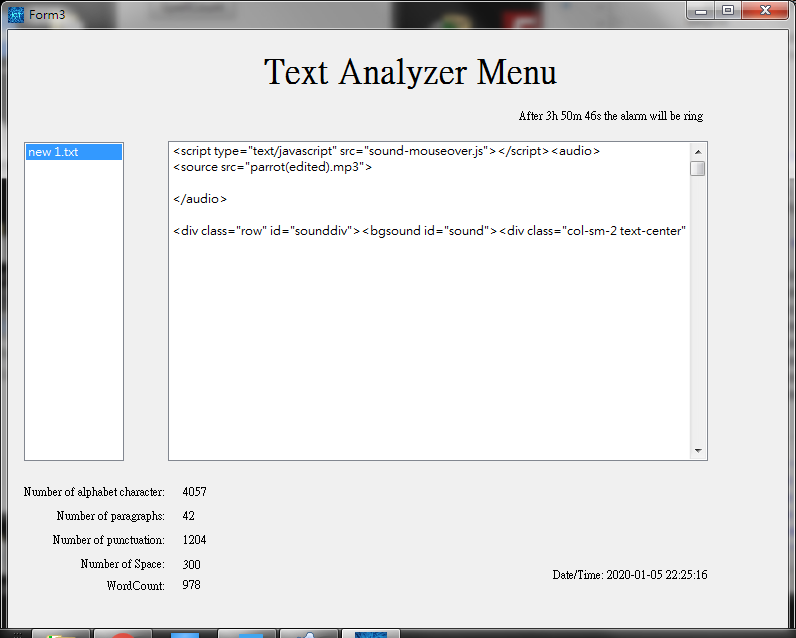 Form3
Text Analyzer Menu
After 3h 50m 46s the alarm will be ring
new 1.txt
<script type="text/javascript" src="sound-mouseover.js"></script><audio>
<source src="parrot(edited).mp3">
</audio>
<div class="row" id="sounddiv"><bgsound id="sound"><div class="col-sm-2 text-center"
Number of alphabet character: 4057
Number of paragraphs: 42
Number of punctuation: 1204
Number of Space: 300
WordCount: 978
Date/Time: 2020-01-05 22:25:16